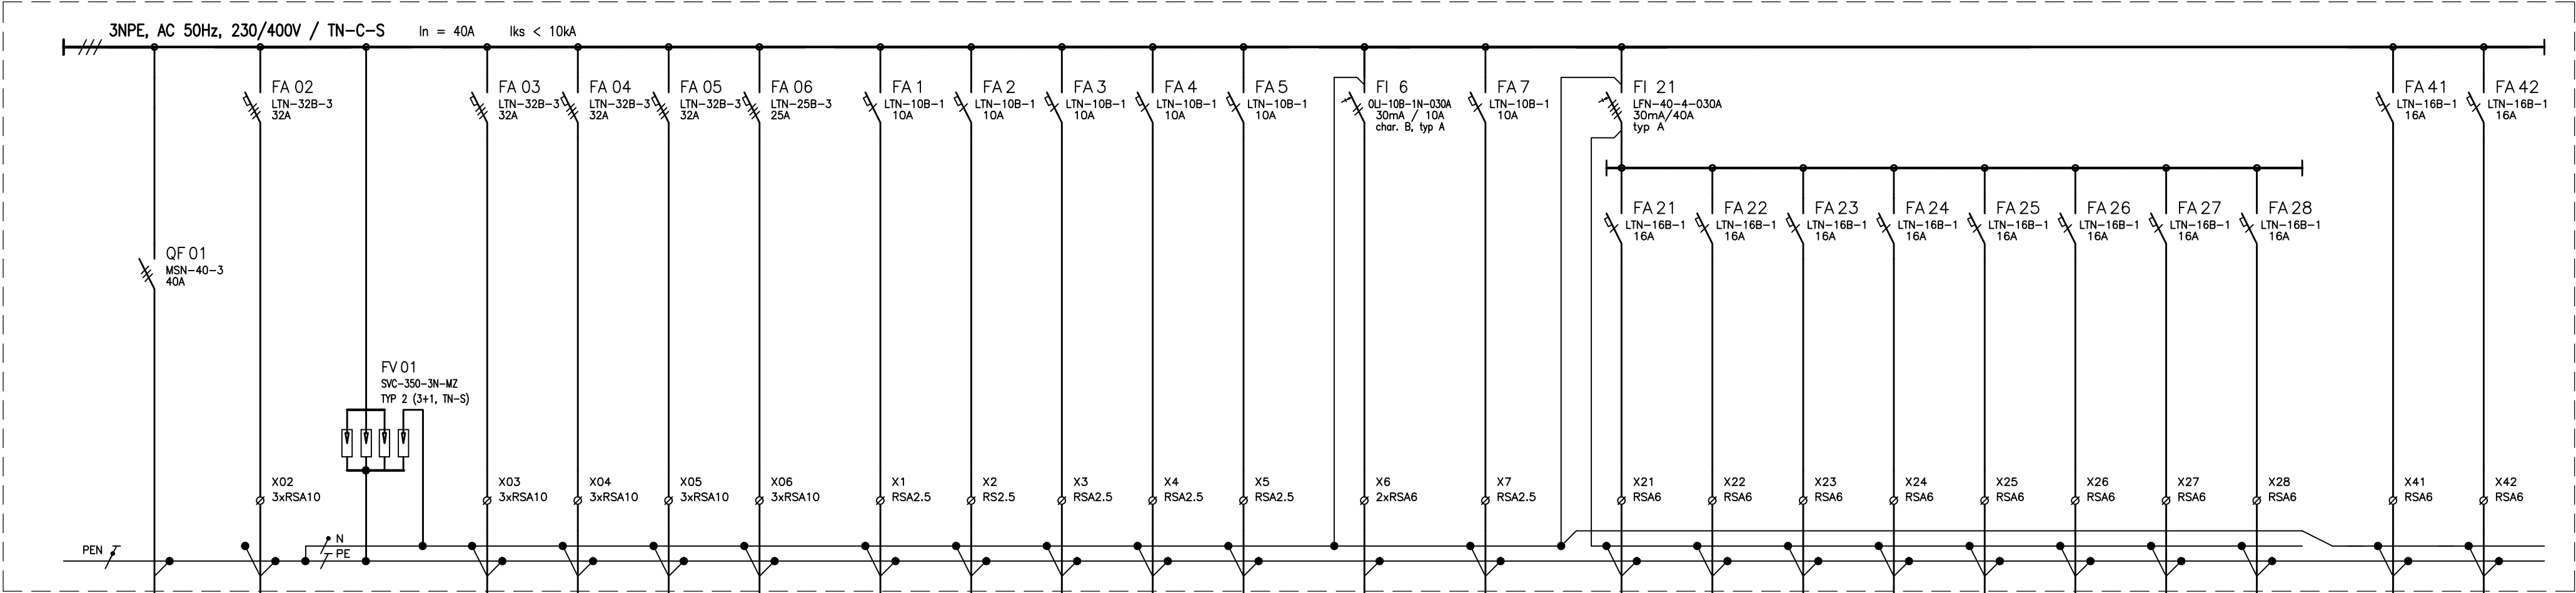 3NPE, AC 50Hz, 230/400V / TN-C-S In = 40A Iks < 10kA
FA 02
LTN-32B-3
32A
FA 03
LTN-32B-3
32A
FA 04
LTN-32B-3
32A
FA 05
LTN-32B-3
32A
FA 06
LTN-25B-3
25A
FA 1
LTN-10B-1
10A
FA 2
LTN-10B-1
10A
FA 3
LTN-10B-1
10A
FA 4
LTN-10B-1
10A
FA 5
LTN-10B-1
10A
FI 6
OLI-10B-1N-030A
30mA / 10A
char. B, typ A
FA 7
LTN-10B-1
10A
FI 21
LFN-40-4-030A
30mA/40A
typ A
FA 41
LTN-16B-1
16A
FA 42
LTN-16B-1
16A
FA 21
LTN-16B-1
16A
FA 22
LTN-16B-1
16A
FA 23
LTN-16B-1
16A
FA 24
LTN-16B-1
16A
FA 25
LTN-16B-1
16A
FA 26
LTN-16B-1
16A
FA 27
LTN-16B-1
16A
FA 28
LTN-16B-1
16A
QF 01
MSN-40-3
40A
FV 01
SVC-350-3N-MZ
TYP 2 (3+1, TN-S)
X02
3xRSA10
X03
3xRSA10
X04
3xRSA10
X05
3xRSA10
X06
3xRSA10
X1
RSA2.5
X2
RS2.5
X3
RSA2.5
X4
RSA2.5
X5
RSA2.5
X6
2xRSA6
X7
RSA2.5
X21
RSA6
X22
RSA6
X23
RSA6
X24
RSA6
X25
RSA6
X26
RSA6
X27
RSA6
X28
RSA6
X41
RSA6
X42
RSA6
PEN
N
PE